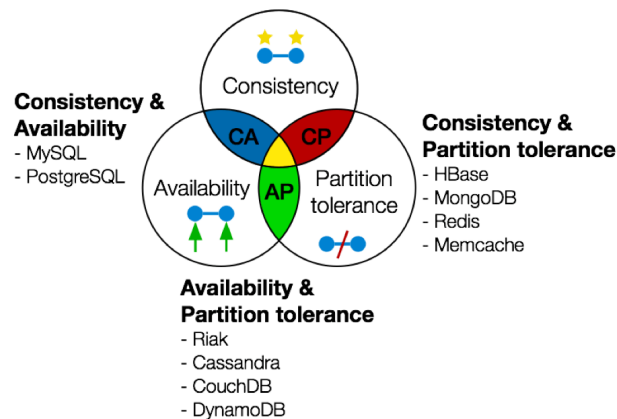 Consistency
Consistency &
Availability
- MySQL
- PostgreSQL
CA
CP
Consistency &
Partition tolerance
- HBase
- MongoDB
- Redis
- Memcache
Availability
AP
Partition
tolerance
Availability &
Partition tolerance
- Riak
- Cassandra
- CouchDB
- DynamoDB